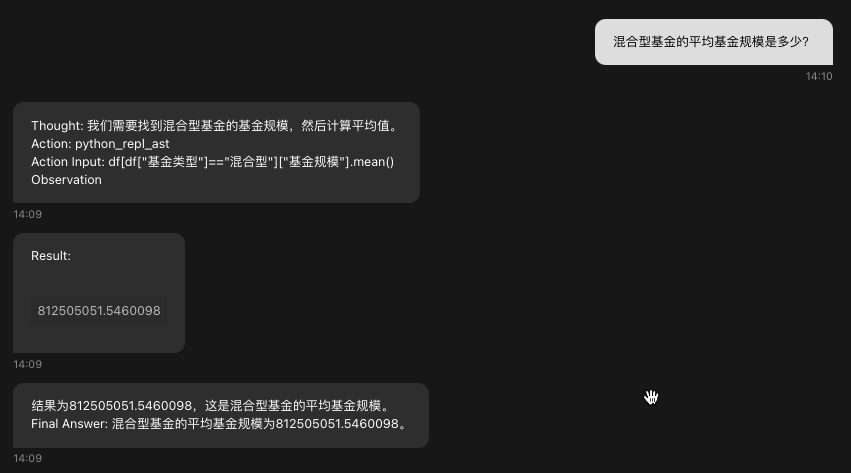 混合型基金的平均基金规模是多少?
14:10
Thought: 我们需要找到混合型基金的基金规模，然后计算平均值。
Action: python_repl_ast
Action Input: df[df["基金类型"]=="混合型"]["基金规模"].mean()
Observation
14:09
Result:
812505051.5460098
14:09
结果为812505051.5460098，这是混合型基金的平均基金规模。
Final Answer: 混合型基金的平均基金规模为812505051.5460098。
14:09